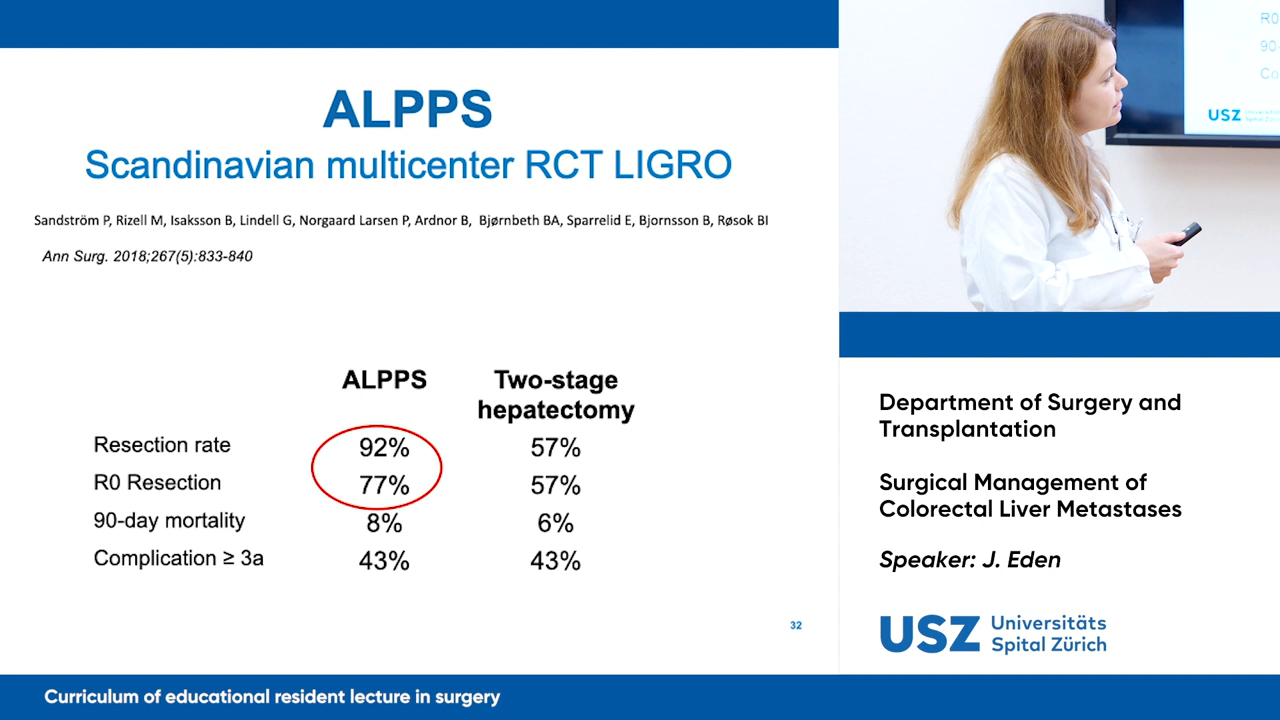 ALPPS
Scandinavian multicenter RCT LIGRO
Sandström P, Rizell M, Isaksson B, Lindell G, Norgaard Larsen P, Ardnor B, Bjørnbeth BA, Sparrelid E, Bjornsson B, Røsok BI
Ann Surg. 2018;267(5):833-840
ALPPS Two-stage
hepatectomy
Resection rate 92% 57%
R0 Resection 77% 57%
90-day mortality 8% 6%
Complication ≥ 3a 43% 43%
32
R0
90-
Co
USZ
Department of Surgery and
Transplantation
Surgical Management of
Colorectal Liver Metastases
Speaker: J. Eden
USZ Universitäts
Spital Zürich
Curriculum of educational resident lecture in surgery